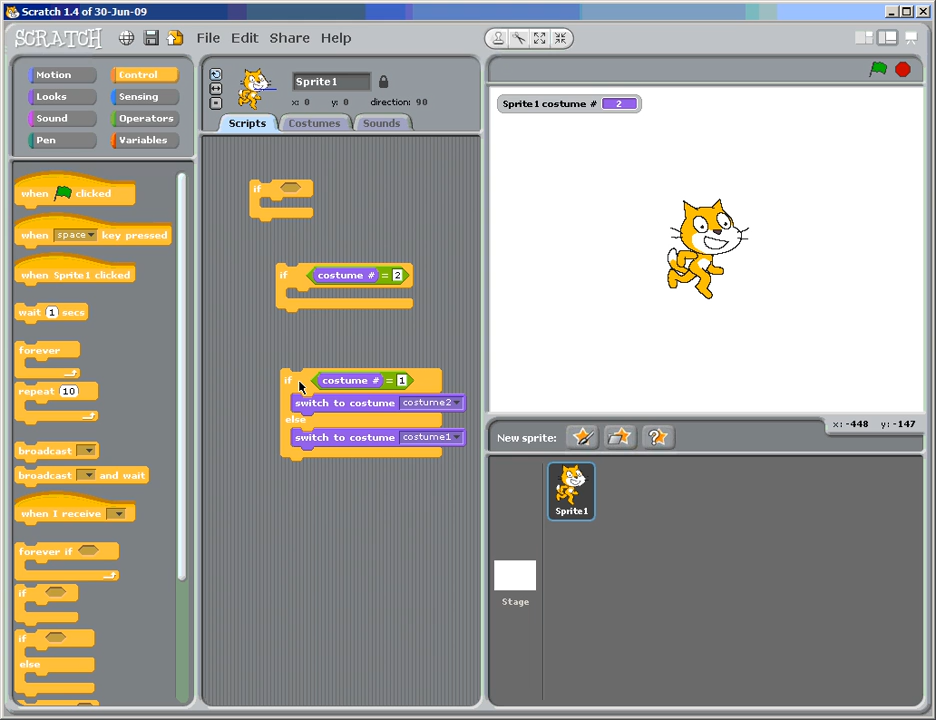 Scratch 1.4 of 30-Jun-09
SCRATCH File Edit Share Help
Motion Control
Looks Sensing
Sound Operators
Pen Variables
Sprite1
x: 0 y: 0 direction: 90
Scripts Costumes Sounds
when clicked
when space key pressed
when Sprite1 clicked
wait 1 secs
forever
repeat 10
broadcast
broadcast and wait
when I receive
forever if
if
if
else
if
if costume # = 2
if costume # = 1
switch to costume costume2
else
switch to costume costume1
Sprite1 costume # 2
x: -448 y: -147
New sprite:
Sprite1
Stage